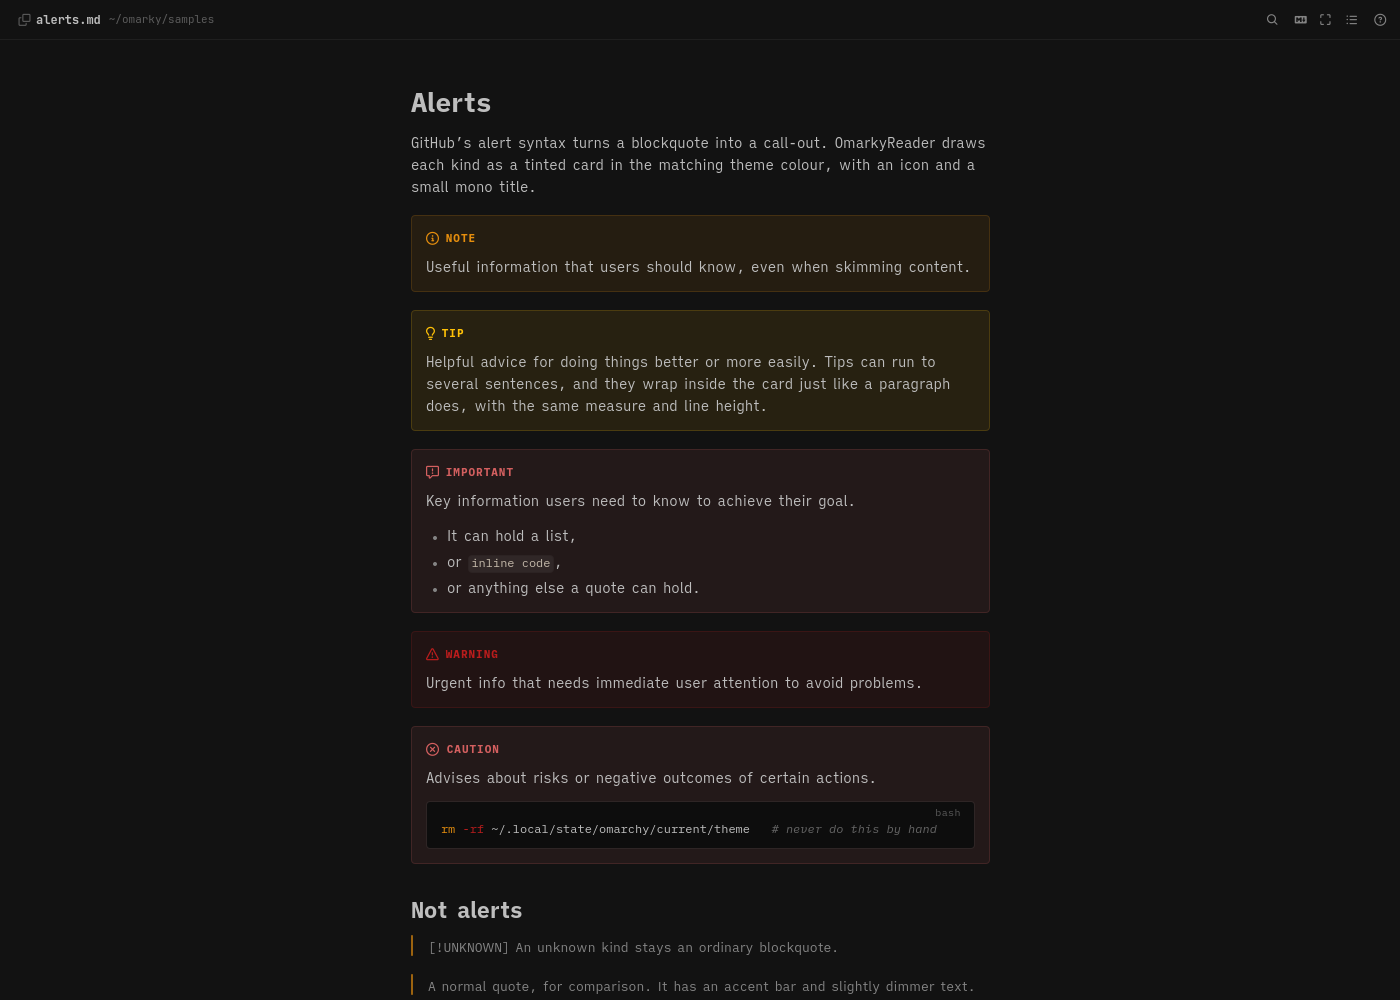 alerts.md ~/omarky/samples
Alerts
GitHub’s alert syntax turns a blockquote into a call-out. OmarkyReader draws
each kind as a tinted card in the matching theme colour, with an icon and a
small mono title.
NOTE
Useful information that users should know, even when skimming content.
TIP
Helpful advice for doing things better or more easily. Tips can run to
several sentences, and they wrap inside the card just like a paragraph
does, with the same measure and line height.
IMPORTANT
Key information users need to know to achieve their goal.
• It can hold a list,
• or inline code,
• or anything else a quote can hold.
WARNING
Urgent info that needs immediate user attention to avoid problems.
CAUTION
Advises about risks or negative outcomes of certain actions.
bash
rm -rf ~/.local/state/omarchy/current/theme # never do this by hand
Not alerts
[!UNKNOWN] An unknown kind stays an ordinary blockquote.
A normal quote, for comparison. It has an accent bar and slightly dimmer text.